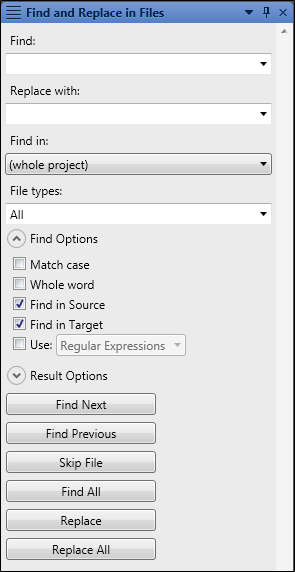 Find and Replace in Files
Find:
Replace with:
Find in:
(whole project)
File types:
All
Find Options
Match case
Whole word
Find in Source
Find in Target
Use: Regular Expressions
Result Options
Find Next
Find Previous
Skip File
Find All
Replace
Replace All